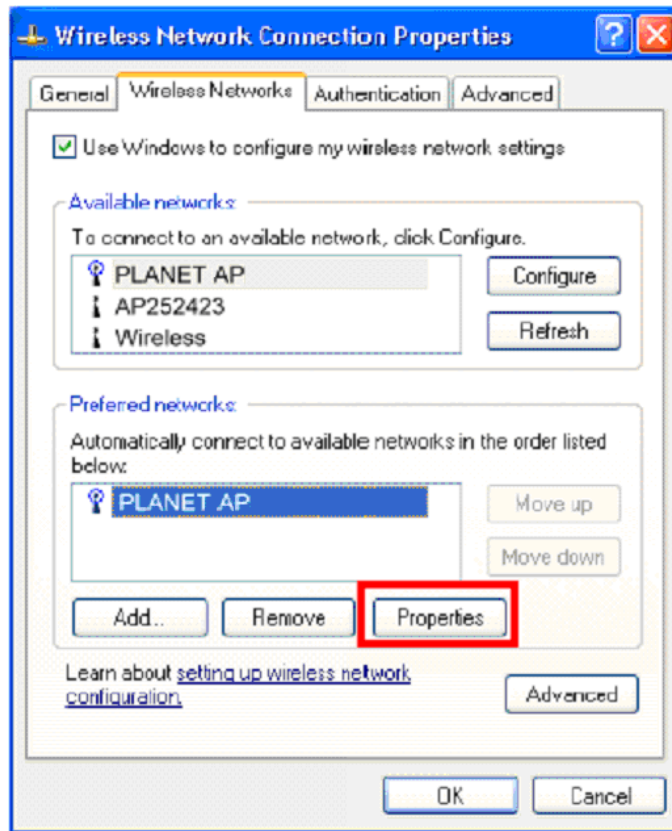 Wireless Network Connection Properties
General Wireless Networks Authentication Advanced
Use Windows to configure my wireless network settings
Available networks:
To connect to an available network, click Configure.
PLANET AP
Configure
AP252423
Wireless
Refresh
Preferred networks:
Automatically connect to available networks in the order listed
below:
PLANET AP
Move up
Move down
Add... Remove Properties
Learn about setting up wireless network
configuration.
Advanced
OK Cancel